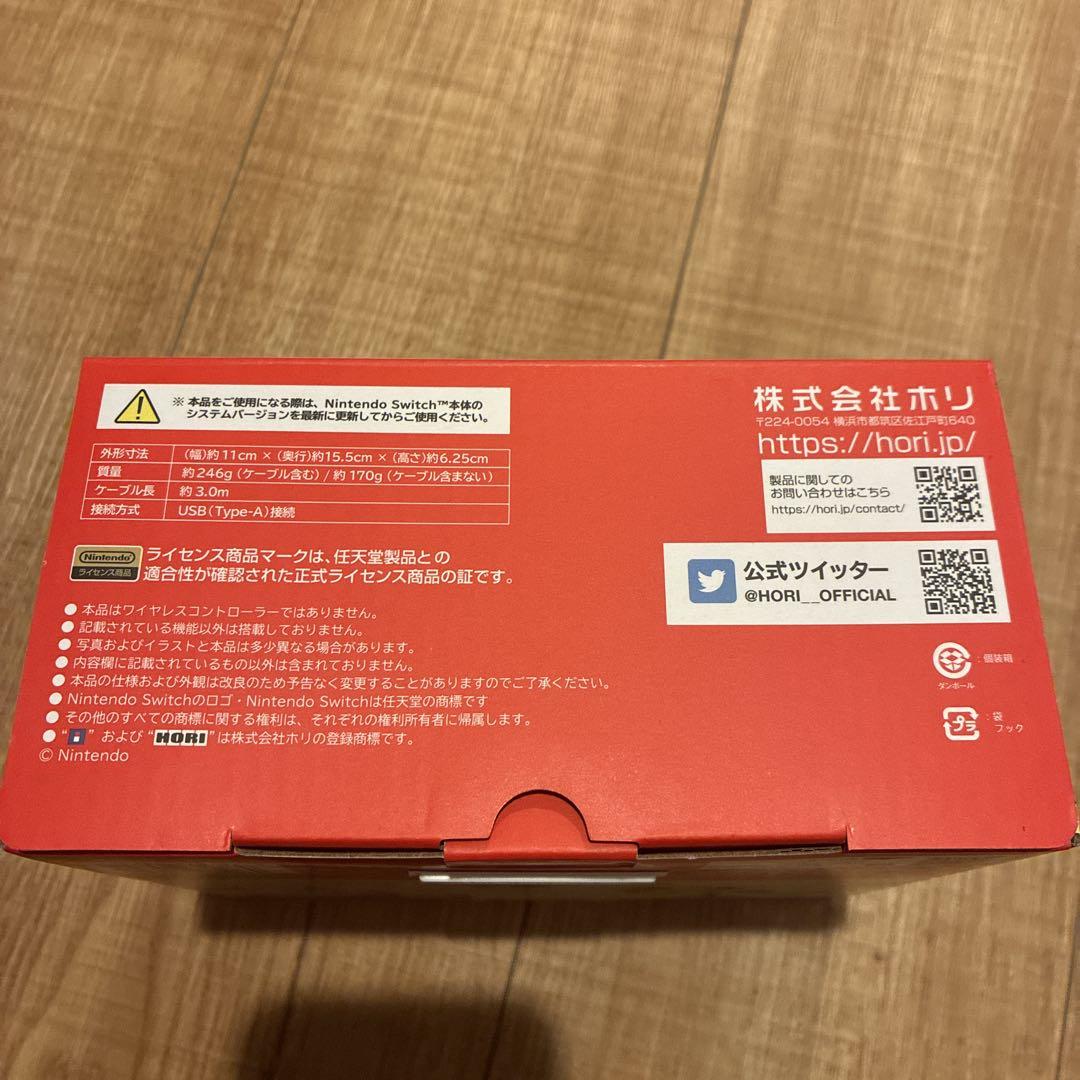 ※ 本品をご使用になる際は、Nintendo Switch™本体の
システムバージョンを最新に更新してからご使用ください。
外形寸法 (幅)約11cm×(奥行)約15.5cm×(高さ)約6.25cm
質量 約246g (ケーブル含む) / 約170g (ケーブル含まない)
ケーブル長 約3.0m
接続方式 USB(Type-A)接続
Nintendo
ライセンス商品
ライセンス商品マークは、任天堂製品との
適合性が確認された正式ライセンス商品の証です。
● 本品はワイヤレスコントローラーではありません。
● 記載されている機能以外は搭載しておりません。
● 写真およびイラストと本品は多少異なる場合があります。
● 内容欄に記載されているもの以外は含まれておりません。
● 本品の仕様および外観は改良のため予告なく変更することがありますのでご了承ください。
● Nintendo Switchのロゴ・Nintendo Switchは任天堂の商標です
● その他のすべての商標に関する権利は、それぞれの権利所有者に帰属します。
● “ ” および “HORI” は株式会社ホリの登録商標です。
© Nintendo
株式会社ホリ
〒224-0054 横浜市都筑区佐江戸町640
https://hori.jp/
製品に関しての
お問い合わせはこちら
https://hori.jp/contact/
公式ツイッター
@HORI__OFFICIAL
:個装箱
ダンボール
プラ
:袋
フック